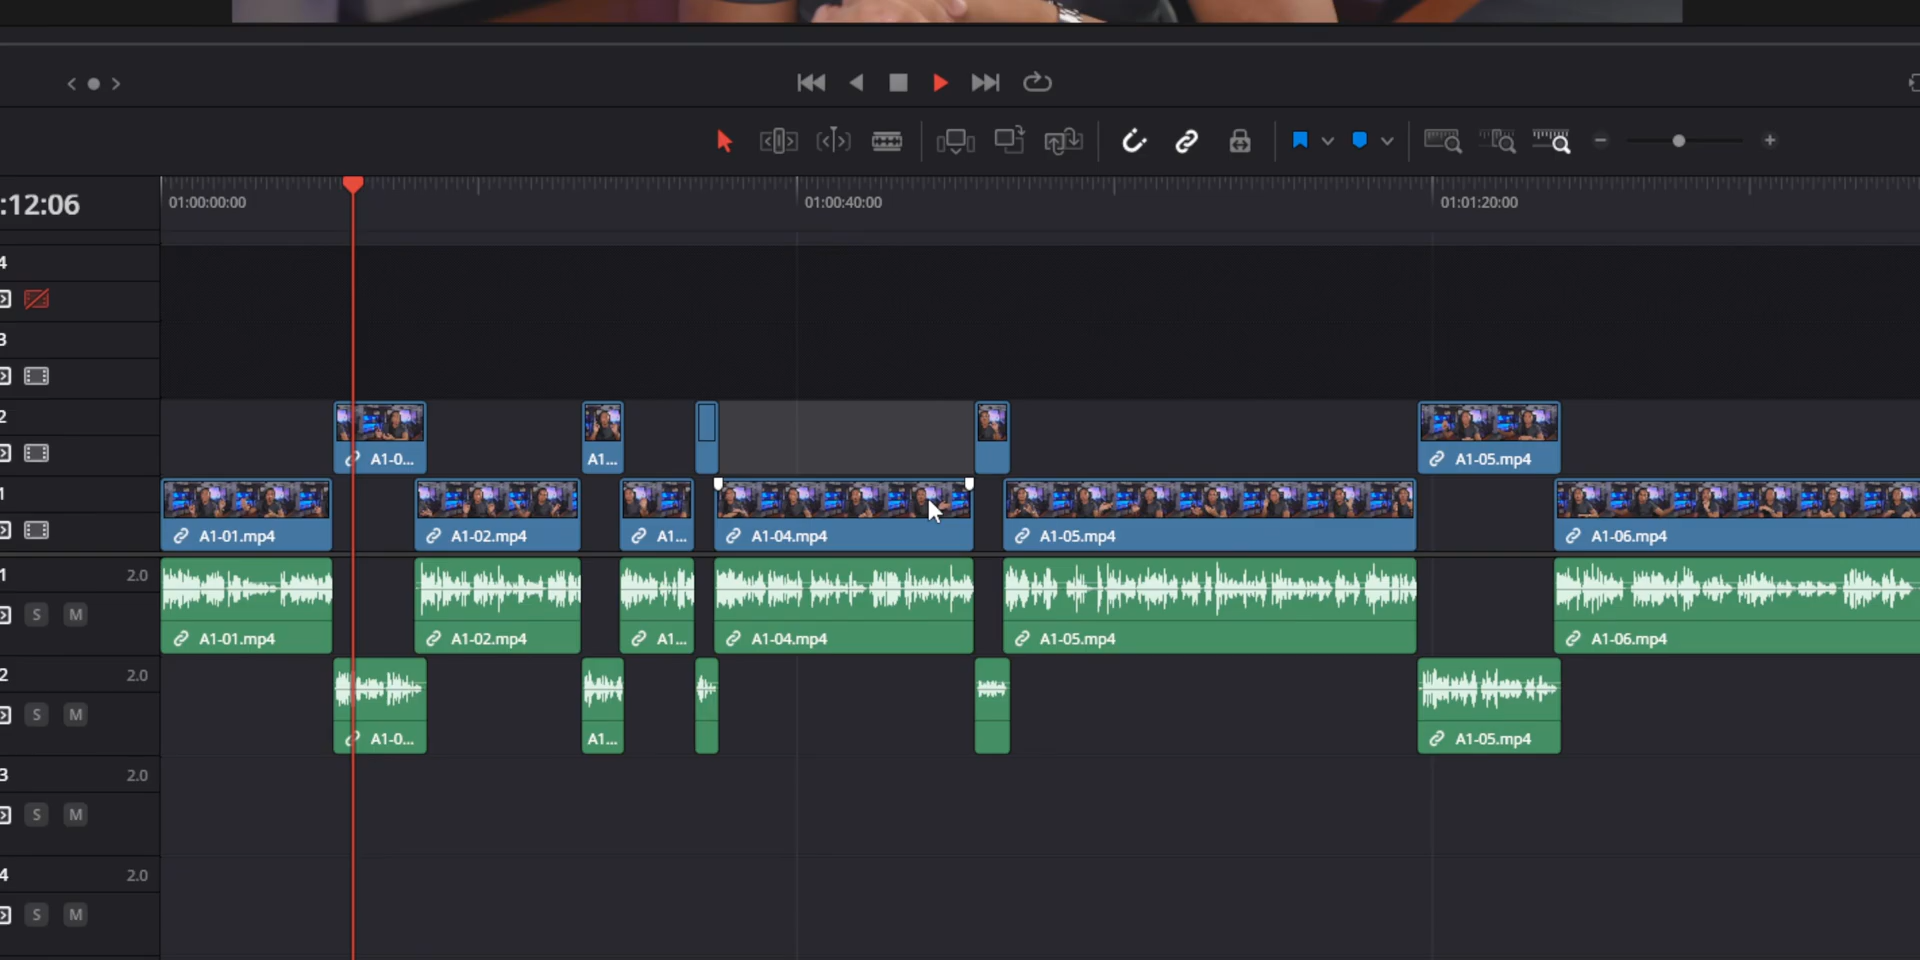 :12:06
01:00:00:00
01:00:40:00
01:01:20:00
4
3
2
A1-0...
A1...
A1-05.mp4
1
A1-01.mp4
A1-02.mp4
A1...
A1-04.mp4
A1-05.mp4
A1-06.mp4
1 2.0
S M
A1-01.mp4
A1-02.mp4
A1...
A1-04.mp4
A1-05.mp4
A1-06.mp4
2 2.0
S M
A1-0...
A1...
A1-05.mp4
3 2.0
S M
4 2.0
S M